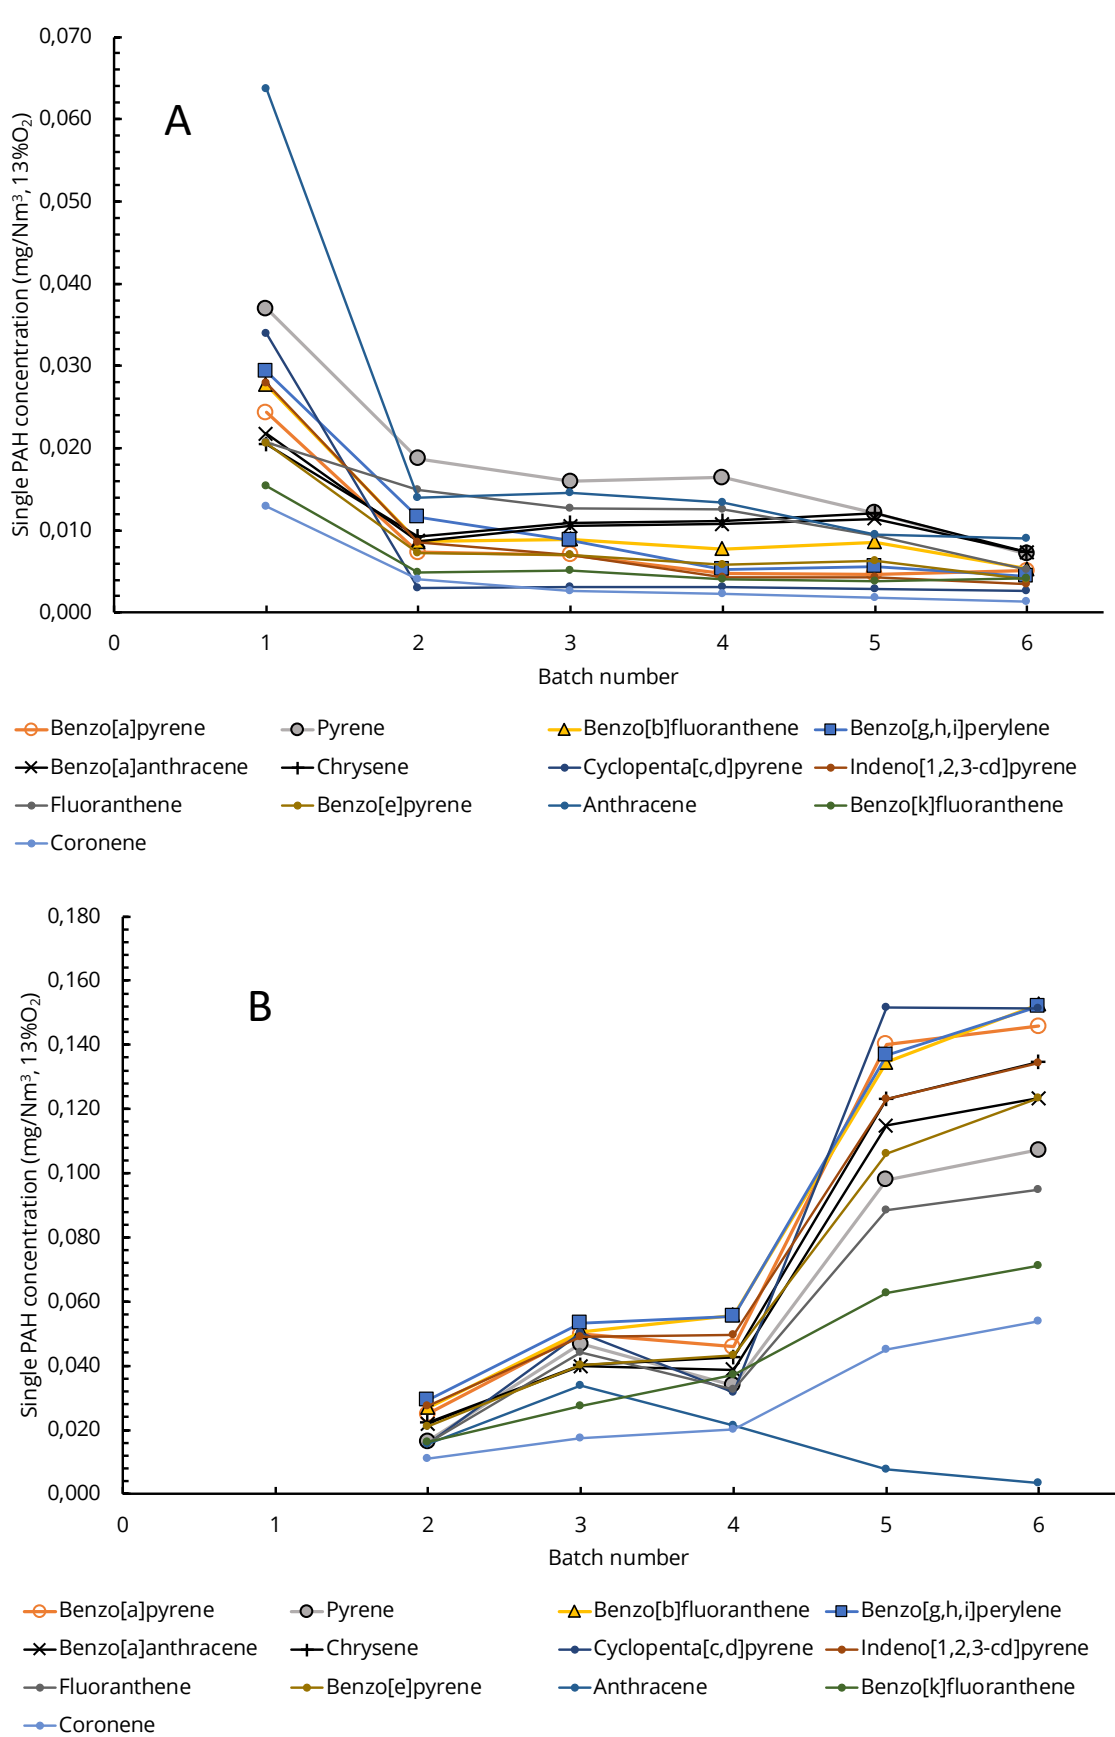 0,070
0,060
0,050
0,040
0,030
0,020
0,010
0,000
Single PAH concentration (mg/Nm³, 13%O₂)
A
0 1 2 3 4 5 6
Batch number
Benzo[a]pyrene Pyrene Benzo[b]fluoranthene Benzo[g,h,i]perylene
Benzo[a]anthracene Chrysene Cyclopenta[c,d]pyrene Indeno[1,2,3-cd]pyrene
Fluoranthene Benzo[e]pyrene Anthracene Benzo[k]fluoranthene
Coronene
0,180
0,160
0,140
0,120
0,100
0,080
0,060
0,040
0,020
0,000
Single PAH concentration (mg/Nm³, 13%O₂)
B
0 1 2 3 4 5 6
Batch number
Benzo[a]pyrene Pyrene Benzo[b]fluoranthene Benzo[g,h,i]perylene
Benzo[a]anthracene Chrysene Cyclopenta[c,d]pyrene Indeno[1,2,3-cd]pyrene
Fluoranthene Benzo[e]pyrene Anthracene Benzo[k]fluoranthene
Coronene